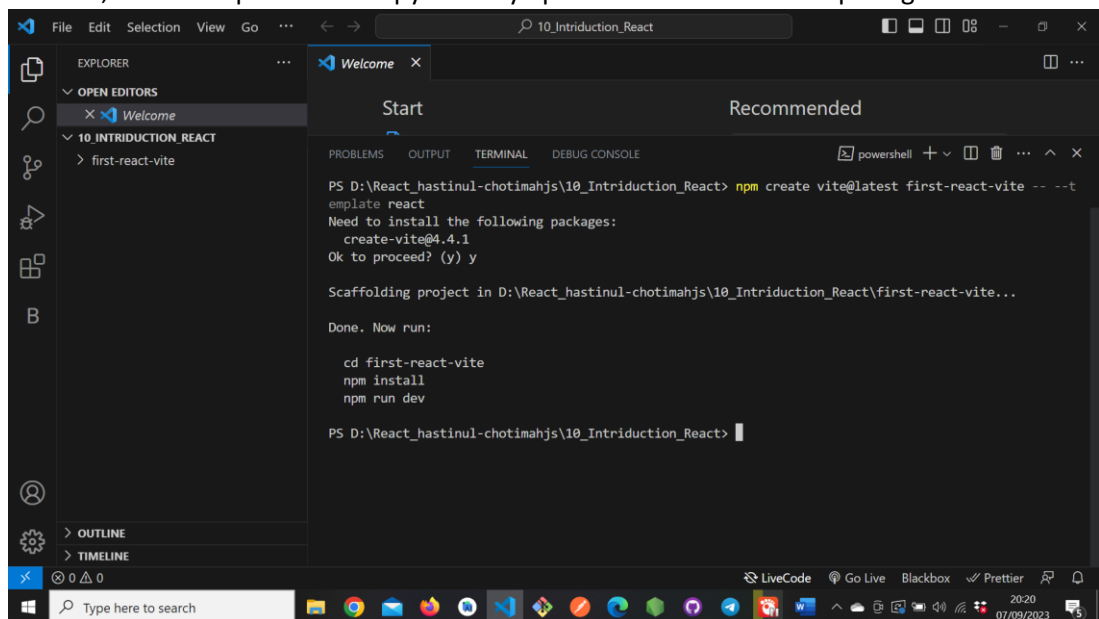 File Edit Selection View Go ··· 10_Intriduction_React
EXPLORER ···
OPEN EDITORS
Welcome
10_INTRIDUCTION_REACT
first-react-vite
OUTLINE
TIMELINE
Welcome
Start Recommended
PROBLEMS OUTPUT TERMINAL DEBUG CONSOLE powershell
PS D:\React_hastinul-chotimahjs\10_Intriduction_React> npm create vite@latest first-react-vite -- --t
emplate react
Need to install the following packages:
create-vite@4.4.1
Ok to proceed? (y) y
Scaffolding project in D:\React_hastinul-chotimahjs\10_Intriduction_React\first-react-vite...
Done. Now run:
cd first-react-vite
npm install
npm run dev
PS D:\React_hastinul-chotimahjs\10_Intriduction_React>
B
0 0 LiveCode Go Live Blackbox Prettier
Type here to search
20:20
07/09/2023
5